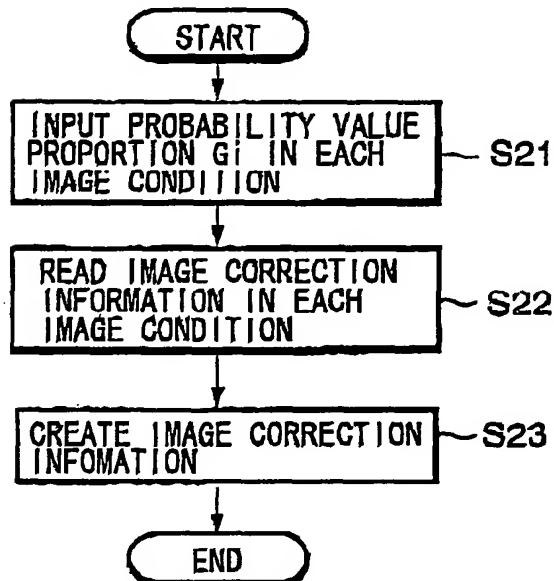 START
INPUT PROBABILITY VALUE
PROPORTION Gi IN EACH
IMAGE CONDITION
S21
READ IMAGE CORRECTION
INFORMATION IN EACH
IMAGE CONDITION
S22
CREATE IMAGE CORRECTION
INFOMATION
S23
END